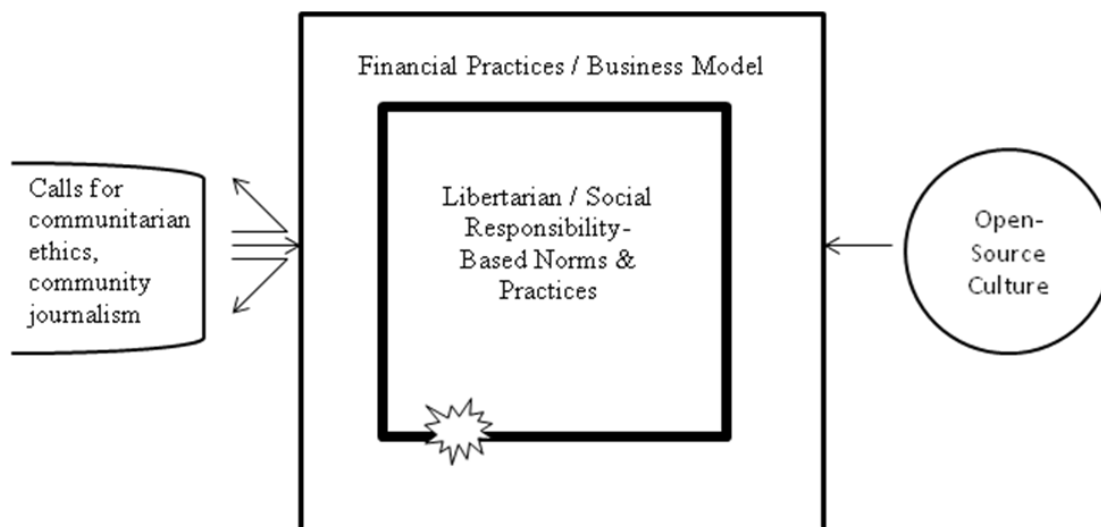 Financial Practices / Business Model
Calls for
communitarian
ethics,
community
journalism
Libertarian / Social
Responsibility-
Based Norms &
Practices
Open-
Source
Culture